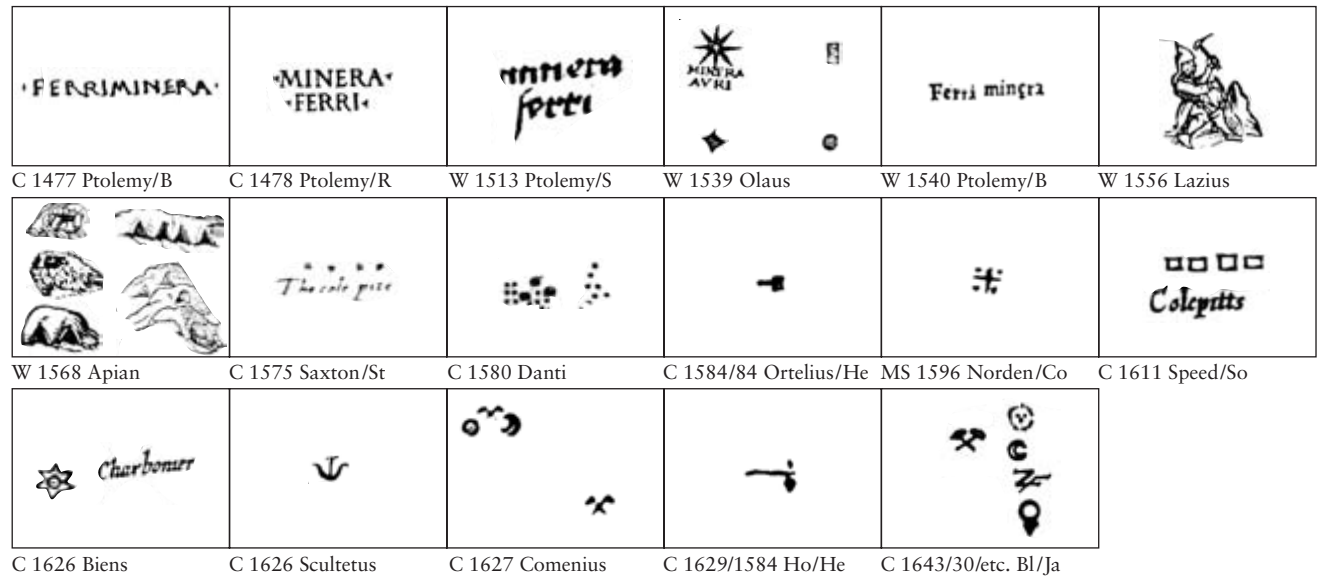 ·FERRIMINERA·
·MINERA·
·FERRI·
minera
ferri
MINERA
AVRI
Ferri minera
C 1477 Ptolemy/B
C 1478 Ptolemy/R
W 1513 Ptolemy/S
W 1539 Olaus
W 1540 Ptolemy/B
W 1556 Lazius
The cole pits
Colepitts
W 1568 Apian
C 1575 Saxton/St
C 1580 Danti
C 1584/84 Ortelius/He
MS 1596 Norden/Co
C 1611 Speed/So
Charbonier
C 1626 Biens
C 1626 Scultetus
C 1627 Comenius
C 1629/1584 Ho/He
C 1643/30/etc. Bl/Ja